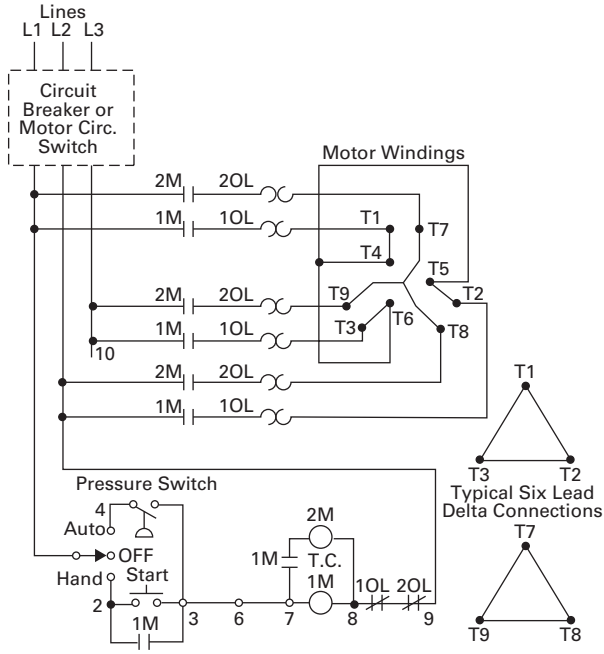 Lines
L1 L2 L3
Circuit
Breaker or
Motor Circ.
Switch
Motor Windings
2M 2OL
1M 1OL T1 T7
T4
T5
2M 2OL T9 T6 T2
1M 1OL T3 T8
10
2M 2OL
1M 1OL
T1
T3 T2
Typical Six Lead
Delta Connections
T7
T9 T8
Pressure Switch
4
Auto
OFF
Hand Start
2 3 6 7 8 9
1M
2M
1M T.C.
1M 1OL 2OL